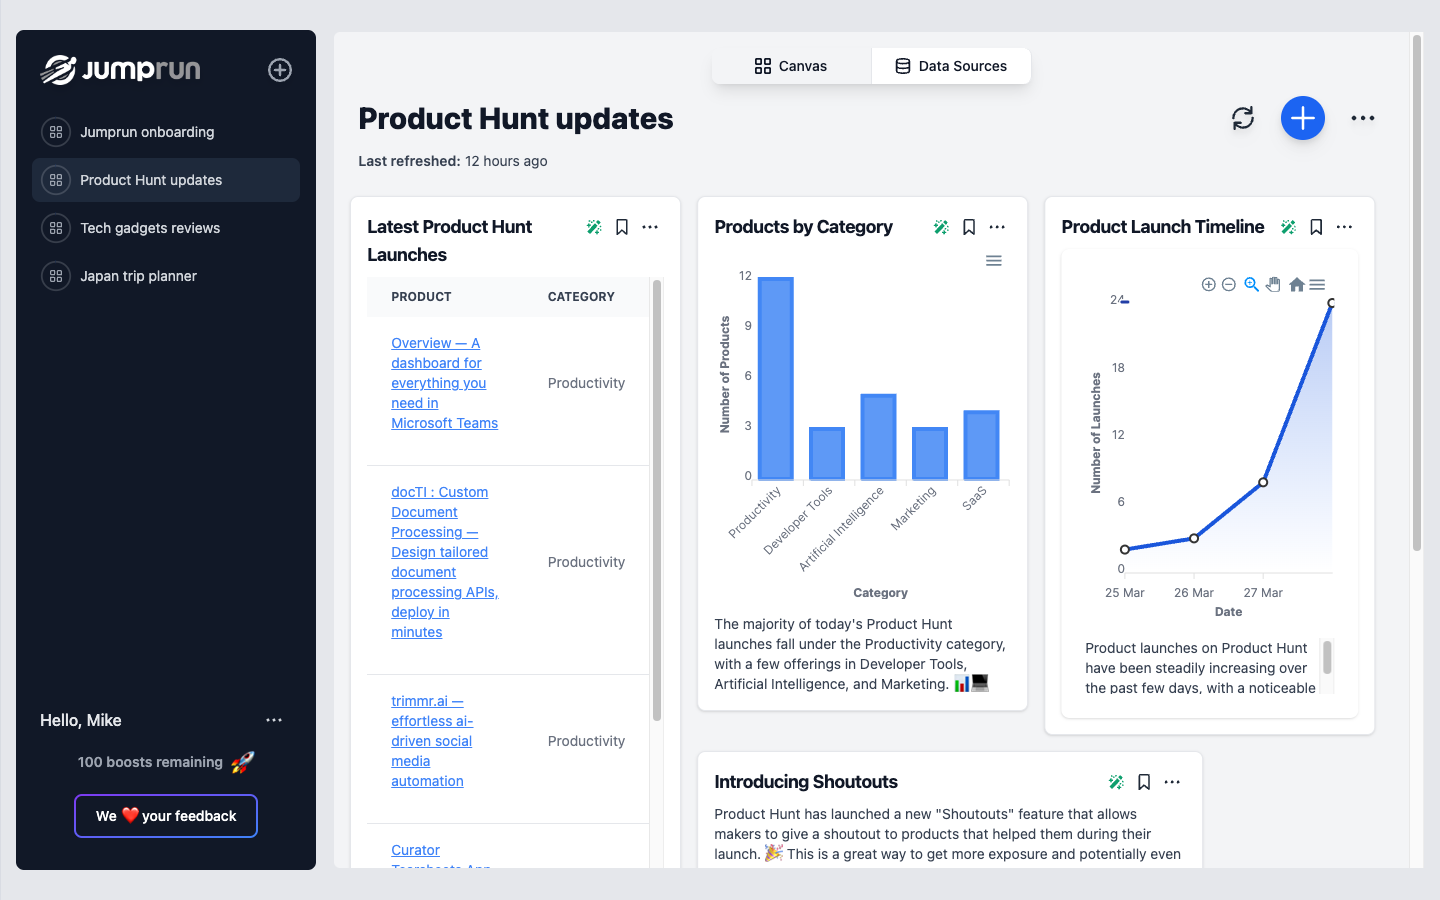 Jumprun
Jumprun onboarding
Product Hunt updates
Tech gadgets reviews
Japan trip planner
Hello, Mike
100 boosts remaining 🚀
We ❤️ your feedback
Canvas
Data Sources
Product Hunt updates
Last refreshed: 12 hours ago
Latest Product Hunt
Launches
PRODUCT CATEGORY
Overview — A
dashboard for
everything you
need in
Microsoft Teams
Productivity
docTI : Custom
Document
Processing —
Design tailored
document
processing APIs,
deploy in
minutes
Productivity
trimmr.ai —
effortless ai-
driven social
media
automation
Productivity
Curator
Products by Category
12
9
6
3
0
Number of Products
Productivity
Developer Tools
Artificial Intelligence
Marketing
SaaS
Category
The majority of today's Product Hunt
launches fall under the Productivity category,
with a few offerings in Developer Tools,
Artificial Intelligence, and Marketing. 📊💻
Product Launch Timeline
24
18
12
6
0
Number of Launches
25 Mar
26 Mar
27 Mar
Date
Product launches on Product Hunt
have been steadily increasing over
the past few days, with a noticeable
Introducing Shoutouts
Product Hunt has launched a new "Shoutouts" feature that allows
makers to give a shoutout to products that helped them during their
launch. 🎉 This is a great way to get more exposure and potentially even